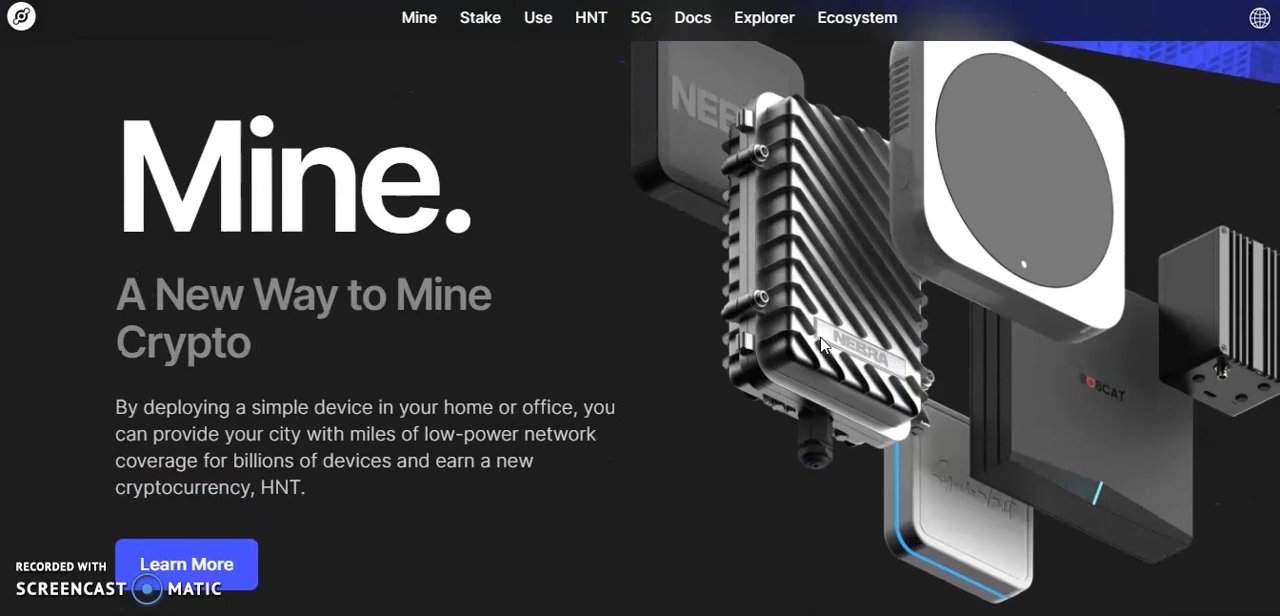 Mine Stake Use HNT 5G Docs Explorer Ecosystem
Mine.
A New Way to Mine
Crypto
By deploying a simple device in your home or office, you
can provide your city with miles of low-power network
coverage for billions of devices and earn a new
cryptocurrency, HNT.
Learn More
RECORDED WITH
SCREENCAST MATIC
NEBRA
BOBCAT